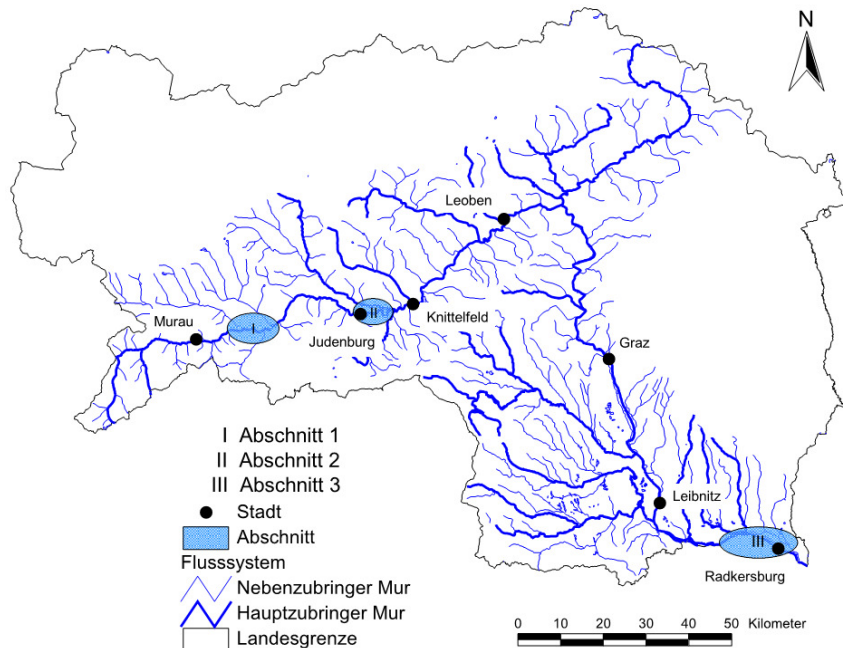 N
Leoben
Murau
I
II
Judenburg
Knittelfeld
Graz
I Abschnitt 1
II Abschnitt 2
III Abschnitt 3
Stadt
Leibnitz
Abschnitt
III
Flusssystem
Radkersburg
Nebenzubringer Mur
Hauptzubringer Mur
Landesgrenze
0 10 20 30 40 50 Kilometer